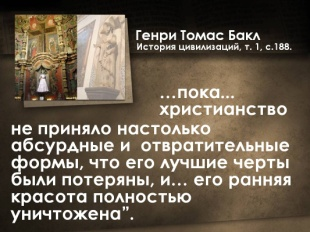 Генри Томас Бакл
История цивилизаций, т. 1, с.188.
…пока...
христианство
не приняло настолько
абсурдные и отвратительные
формы, что его лучшие черты
были потеряны, и… его ранняя
красота полностью
уничтожена”.